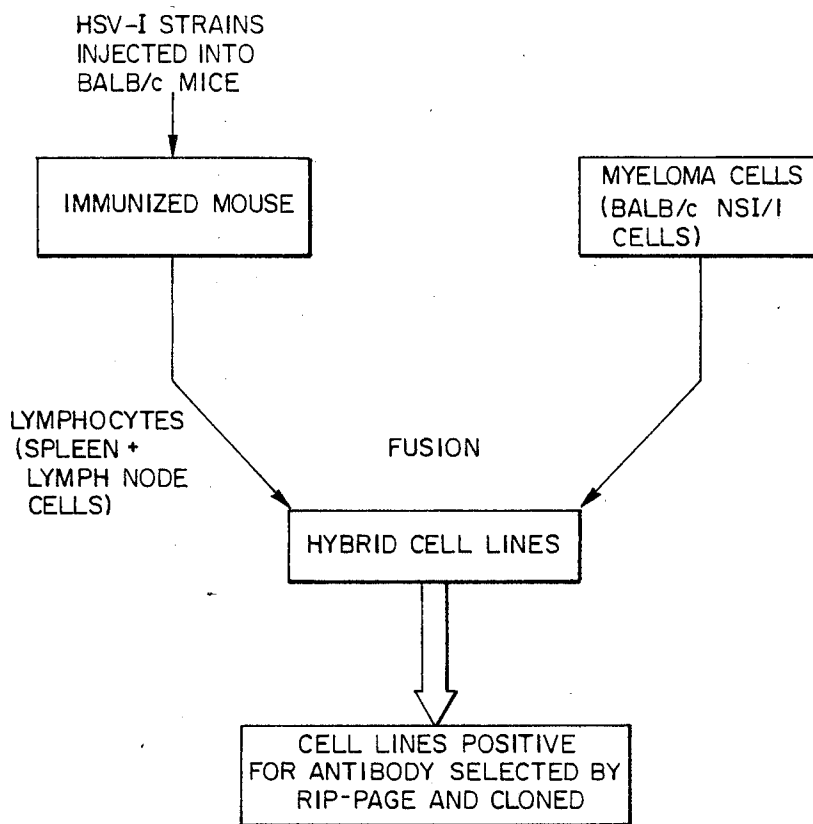 HSV-I STRAINS
INJECTED INTO
BALB/c MICE
IMMUNIZED MOUSE
MYELOMA CELLS
(BALB/c NSI/I
CELLS)
LYMPHOCYTES
(SPLEEN +
LYMPH NODE
CELLS)
FUSION
HYBRID CELL LINES
CELL LINES POSITIVE
FOR ANTIBODY SELECTED BY
RIP-PAGE AND CLONED